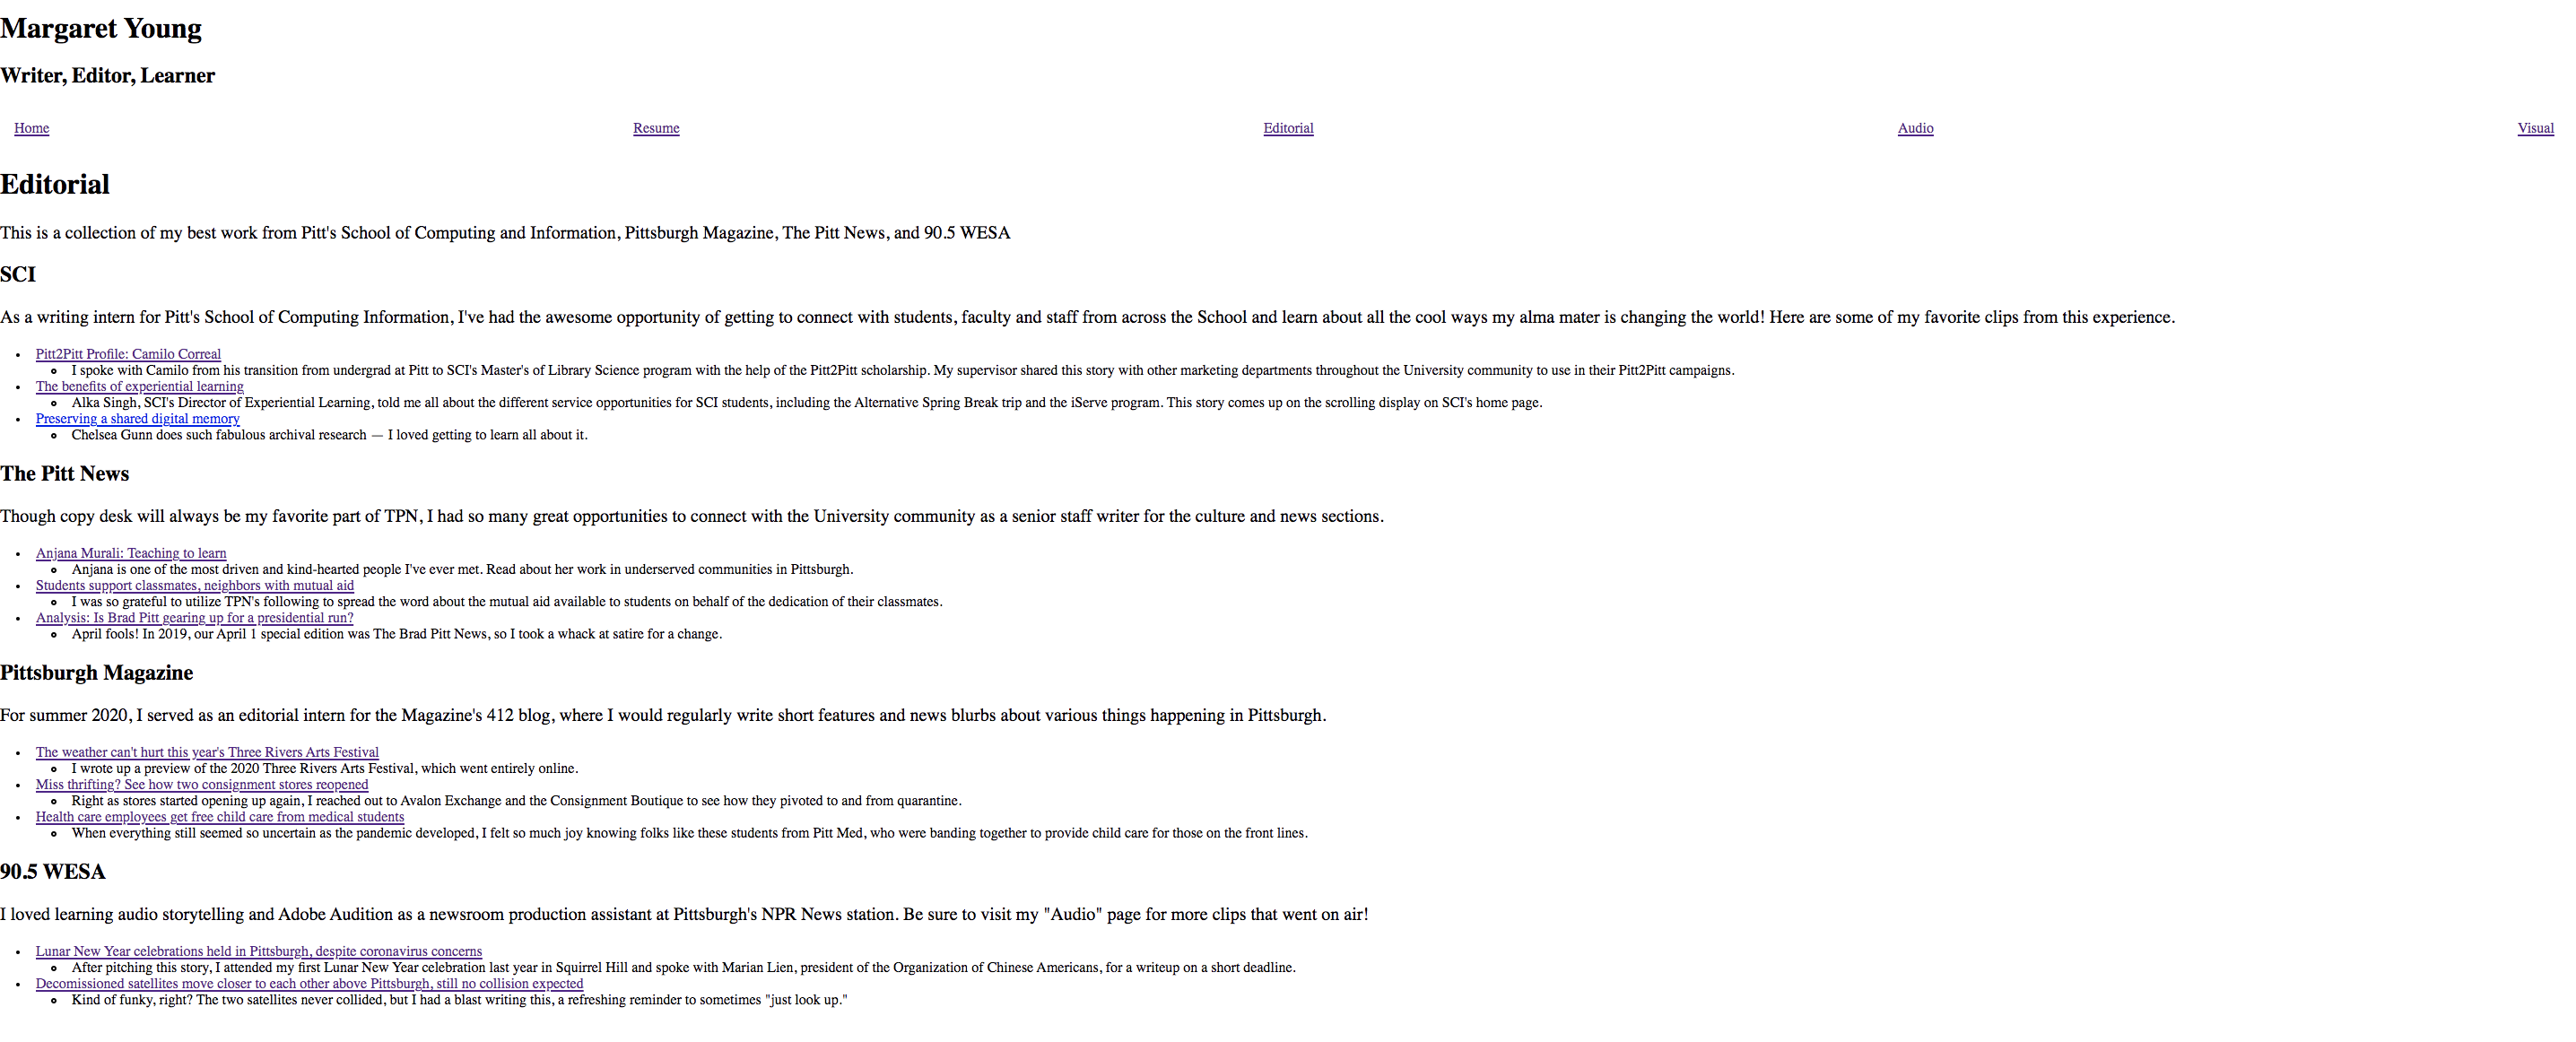 Margaret Young
Writer, Editor, Learner
Home Resume Editorial Audio Visual
Editorial
This is a collection of my best work from Pitt's School of Computing and Information, Pittsburgh Magazine, The Pitt News, and 90.5 WESA
SCI
As a writing intern for Pitt's School of Computing Information, I've had the awesome opportunity of getting to connect with students, faculty and staff from across the School and learn about all the cool ways my alma mater is changing the world! Here are some of my favorite clips from this experience.
• Pitt2Pitt Profile: Camilo Correal
∘ I spoke with Camilo from his transition from undergrad at Pitt to SCI's Master's of Library Science program with the help of the Pitt2Pitt scholarship. My supervisor shared this story with other marketing departments throughout the University community to use in their Pitt2Pitt campaigns.
• The benefits of experiential learning
∘ Alka Singh, SCI's Director of Experiential Learning, told me all about the different service opportunities for SCI students, including the Alternative Spring Break trip and the iServe program. This story comes up on the scrolling display on SCI's home page.
• Preserving a shared digital memory
∘ Chelsea Gunn does such fabulous archival research — I loved getting to learn all about it.
The Pitt News
Though copy desk will always be my favorite part of TPN, I had so many great opportunities to connect with the University community as a senior staff writer for the culture and news sections.
• Anjana Murali: Teaching to learn
∘ Anjana is one of the most driven and kind-hearted people I've ever met. Read about her work in underserved communities in Pittsburgh.
• Students support classmates, neighbors with mutual aid
∘ I was so grateful to utilize TPN's following to spread the word about the mutual aid available to students on behalf of the dedication of their classmates.
• Analysis: Is Brad Pitt gearing up for a presidential run?
∘ April fools! In 2019, our April 1 special edition was The Brad Pitt News, so I took a whack at satire for a change.
Pittsburgh Magazine
For summer 2020, I served as an editorial intern for the Magazine's 412 blog, where I would regularly write short features and news blurbs about various things happening in Pittsburgh.
• The weather can't hurt this year's Three Rivers Arts Festival
∘ I wrote up a preview of the 2020 Three Rivers Arts Festival, which went entirely online.
• Miss thrifting? See how two consignment stores reopened
∘ Right as stores started opening up again, I reached out to Avalon Exchange and the Consignment Boutique to see how they pivoted to and from quarantine.
• Health care employees get free child care from medical students
∘ When everything still seemed so uncertain as the pandemic developed, I felt so much joy knowing folks like these students from Pitt Med, who were banding together to provide child care for those on the front lines.
90.5 WESA
I loved learning audio storytelling and Adobe Audition as a newsroom production assistant at Pittsburgh's NPR News station. Be sure to visit my "Audio" page for more clips that went on air!
• Lunar New Year celebrations held in Pittsburgh, despite coronavirus concerns
∘ After pitching this story, I attended my first Lunar New Year celebration last year in Squirrel Hill and spoke with Marian Lien, president of the Organization of Chinese Americans, for a writeup on a short deadline.
• Decomissioned satellites move closer to each other above Pittsburgh, still no collision expected
∘ Kind of funky, right? The two satellites never collided, but I had a blast writing this, a refreshing reminder to sometimes "just look up."